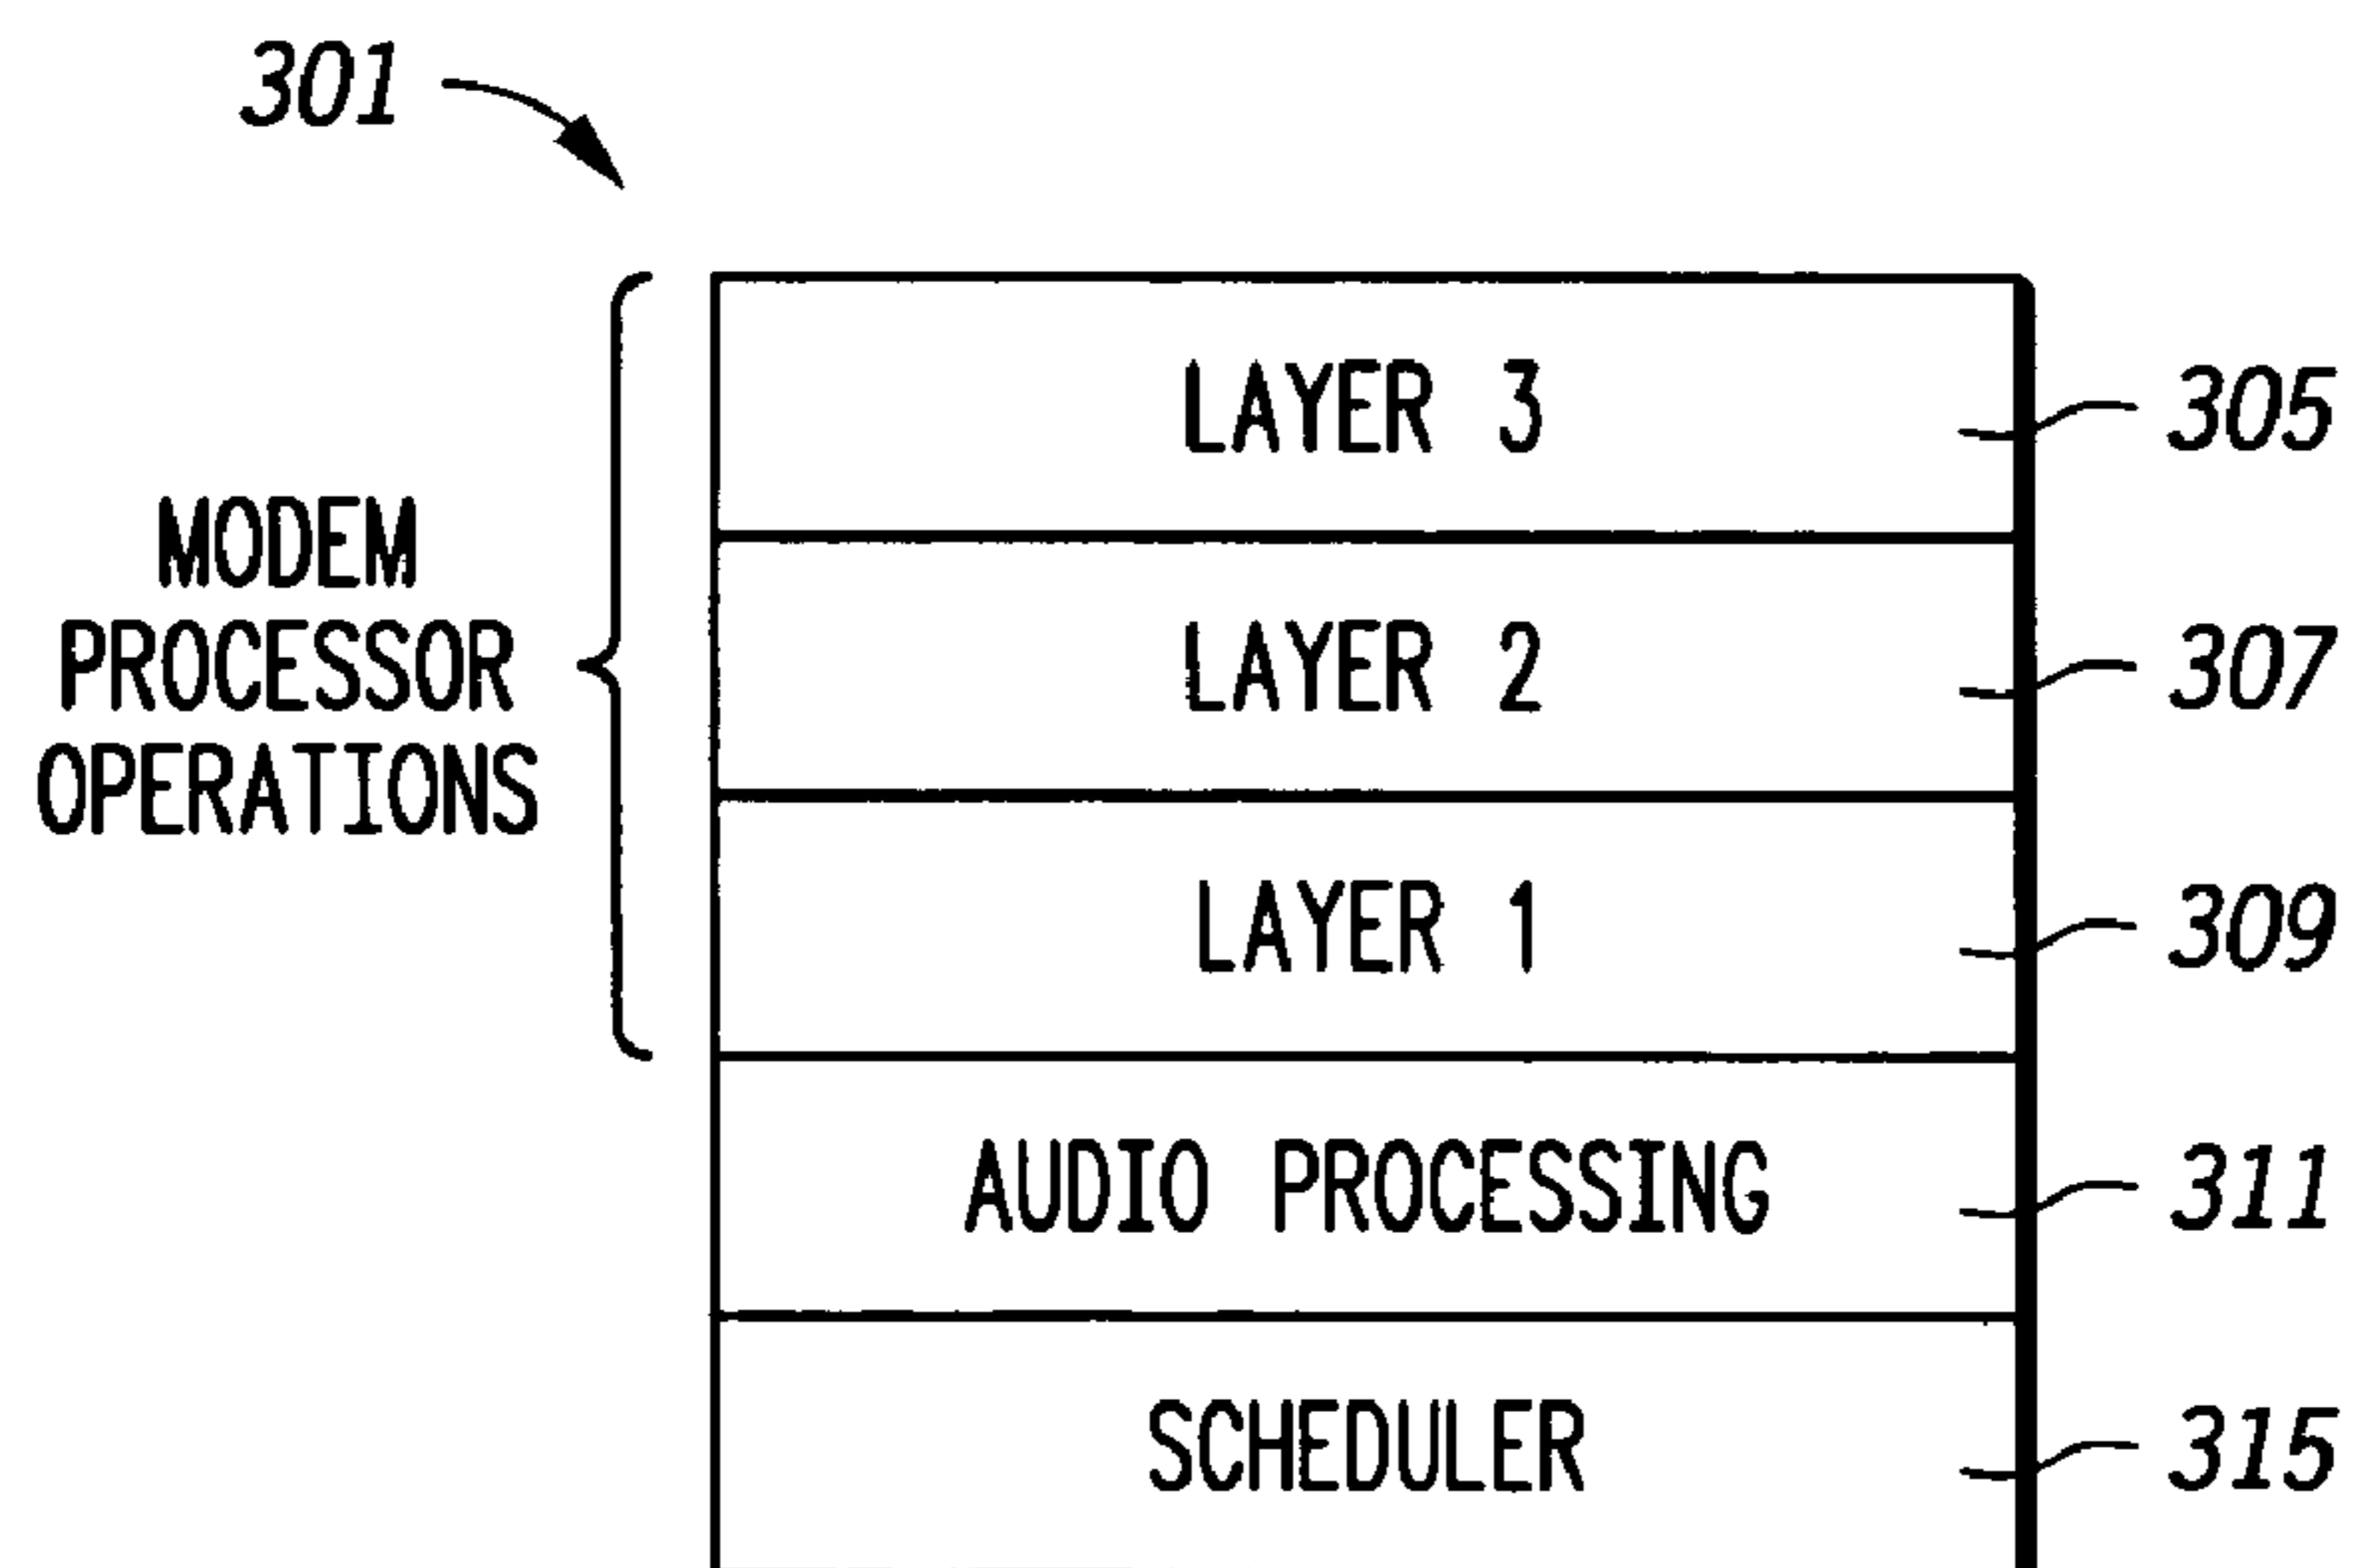 301
LAYER 3
305
MODEM
PROCESSOR
OPERATIONS
LAYER 2
307
LAYER 1
309
AUDIO PROCESSING
311
SCHEDULER
315